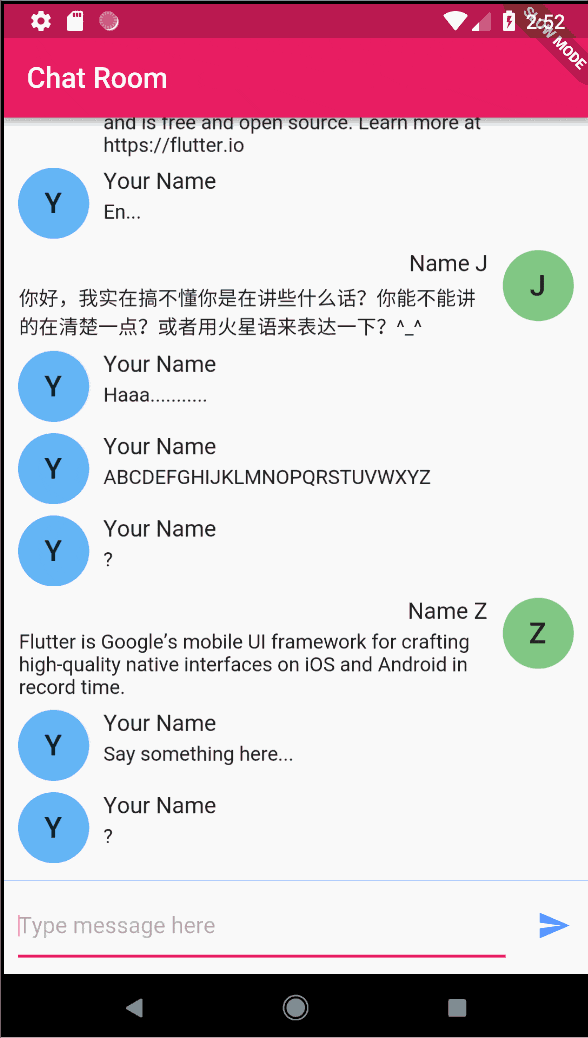 2:52
SLOW MODE
Chat Room
and is free and open source. Learn more at
https://flutter.io
Y
Your Name
En...
Name J
J
你好，我实在搞不懂你是在讲些什么话？你能不能讲
的在清楚一点？或者用火星语来表达一下？^_^
Y
Your Name
Haaa...........
Y
Your Name
ABCDEFGHIJKLMNOPQRSTUVWXYZ
Y
Your Name
?
Name Z
Z
Flutter is Google’s mobile UI framework for crafting
high-quality native interfaces on iOS and Android in
record time.
Y
Your Name
Say something here...
Y
Your Name
?
Type message here